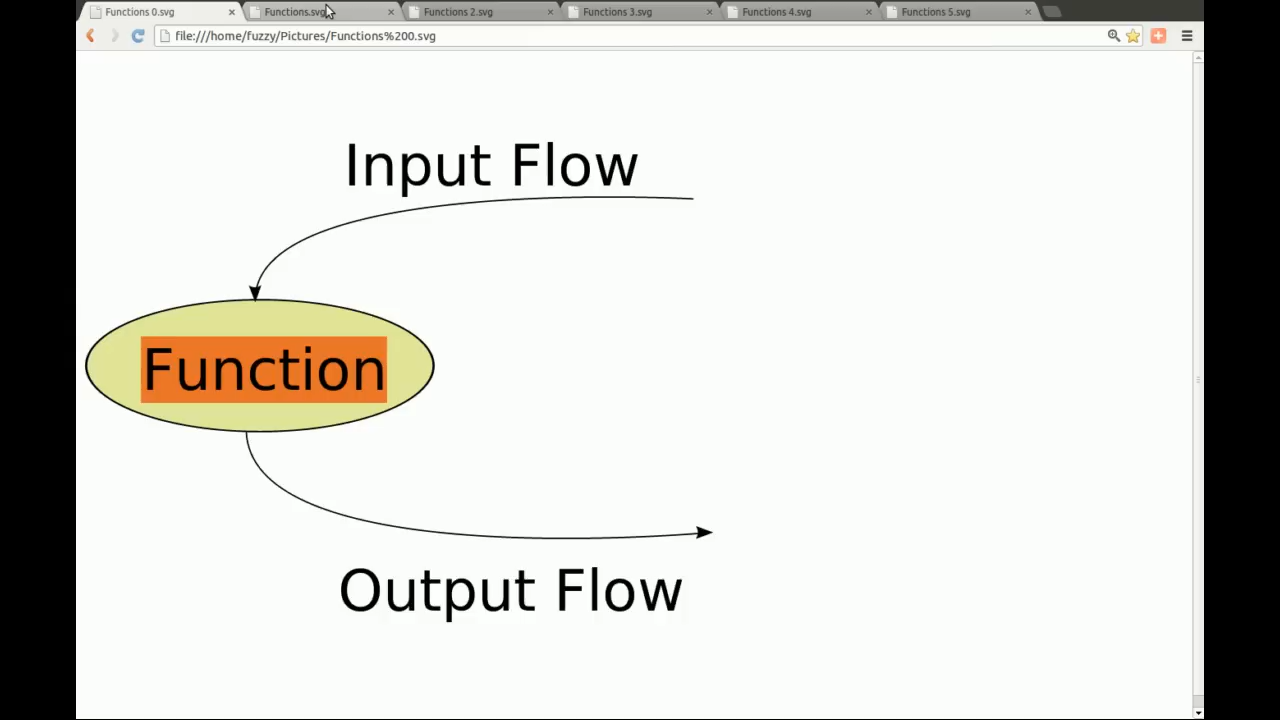 Functions 0.svg
Functions.svg
Functions 2.svg
Functions 3.svg
Functions 4.svg
Functions 5.svg
file:///home/fuzzy/Pictures/Functions%200.svg
Input Flow
Function
Output Flow